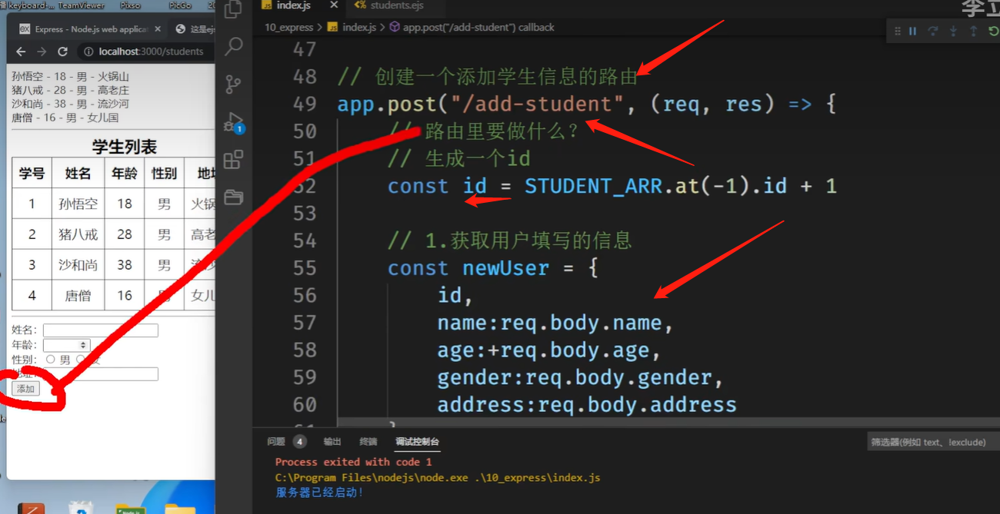 keyboard-... TeamViewer Pixso PicGo
Express - Node.js web applica
这是ej
localhost:3000/students
孙悟空 - 18 - 男 - 火锅山
猪八戒 - 28 - 男 - 高老庄
沙和尚 - 38 - 男 - 流沙河
唐僧 - 16 - 男 - 女儿国
学生列表
学号 姓名 年龄 性别
1 孙悟空 18 男 火锅
2 猪八戒 28 男 高老
3 沙和尚 38 男
4 唐僧 16 女儿
姓名:
年龄:
性别: 男
添加
index.js students.ejs
李立
10_express > index.js > app.post("/add-student") callback
47
48 // 创建一个添加学生信息的路由
49 app.post("/add-student", (req, res) => {
50 // 路由里要做什么?
51 // 生成一个id
52 const id = STUDENT_ARR.at(-1).id + 1
53
54 // 1.获取用户填写的信息
55 const newUser = {
56 id,
57 name:req.body.name,
58 age:+req.body.age,
59 gender:req.body.gender,
60 address:req.body.address
1
问题 4 输出 终端 调试控制台
筛选器(例如 text、!exclude)
Process exited with code 1
C:\Program Files\nodejs\node.exe .\10_express\index.js
服务器已经启动!